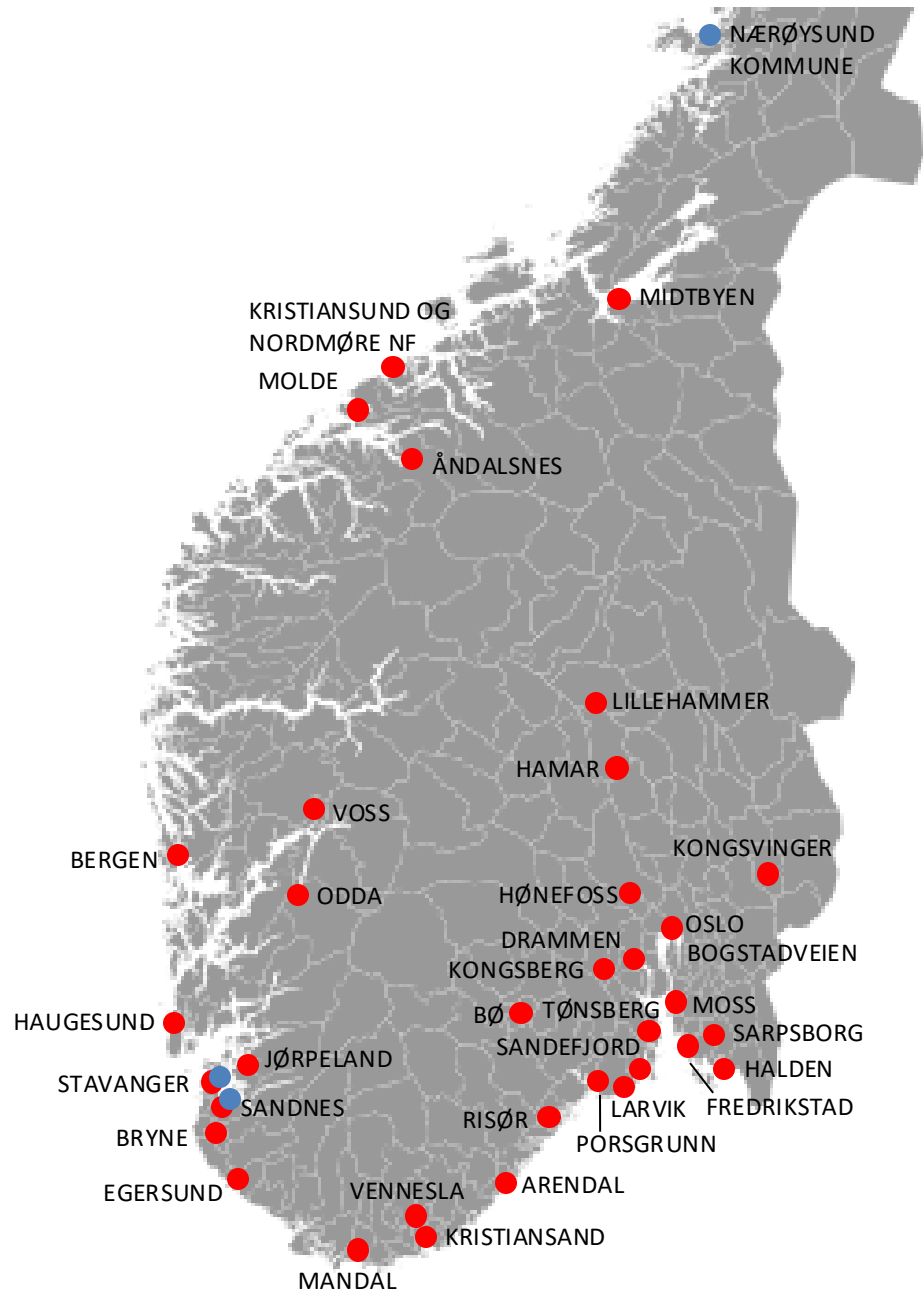 NÆRØYSUND
KOMMUNE
MIDTBYEN
KRISTIANSUND OG
NORDMØRE NF
MOLDE
ÅNDALSNES
LILLEHAMMER
HAMAR
VOSS
KONGSVINGER
BERGEN
ODDA
HØNEFOSS
OSLO
BOGSTADVEIEN
DRAMMEN
KONGSBERG
MOSS
TØNSBERG
BØ
HAUGESUND
SARPSBORG
SANDEFJORD
JØRPELAND
HALDEN
STAVANGER
LARVIK
FREDRIKSTAD
SANDNES
RISØR
BRYNE
PORSGRUNN
ARENDAL
EGERSUND
VENNESLA
KRISTIANSAND
MANDAL